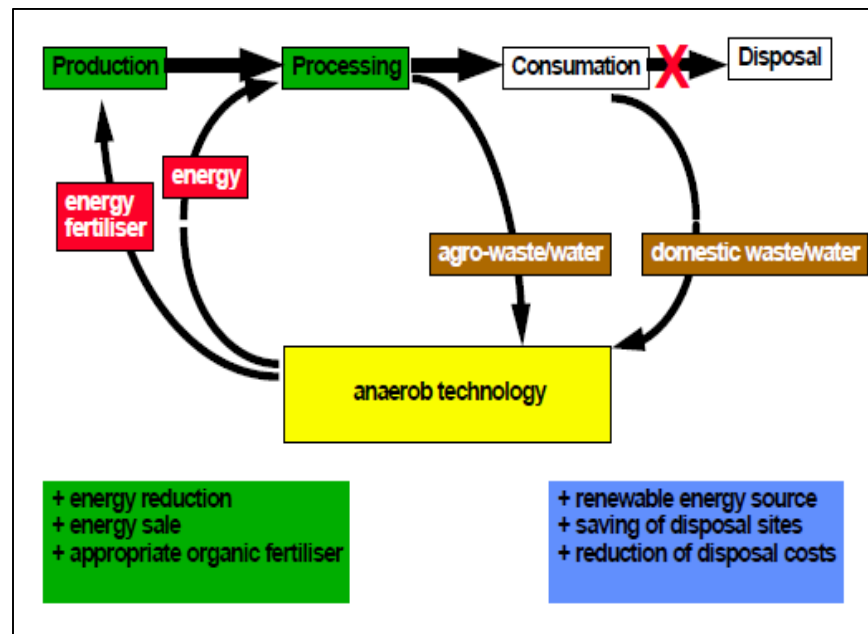 Production
Processing
Consumation
X
Disposal
energy
energy
fertiliser
agro-waste/water
domestic waste/water
anaerob technology
+ energy reduction
+ energy sale
+ appropriate organic fertiliser
+ renewable energy source
+ saving of disposal sites
+ reduction of disposal costs